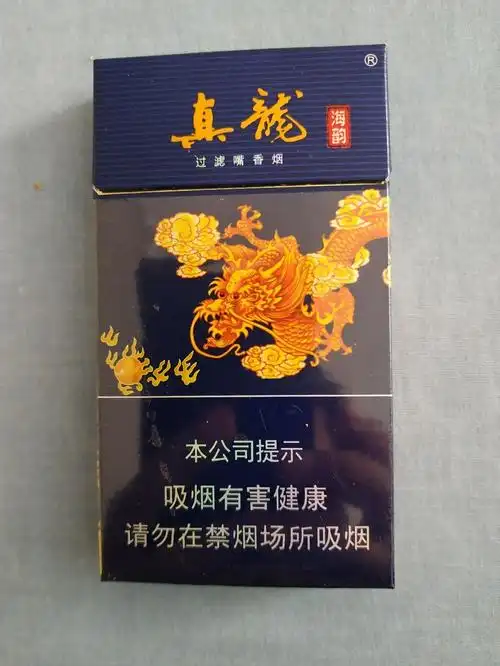 ®
真龍
海韵
过滤嘴香烟
本公司提示
吸烟有害健康
请勿在禁烟场所吸烟